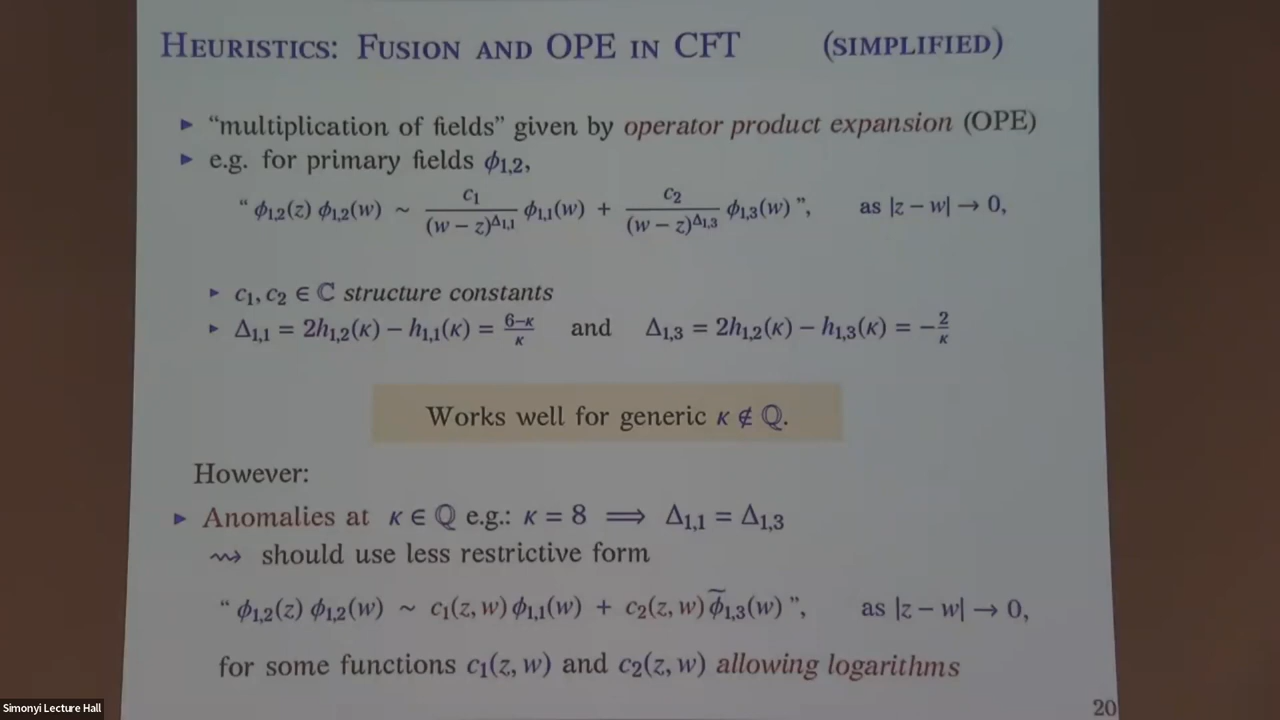 HEURISTICS: FUSION AND OPE IN CFT (SIMPLIFIED)
▸ “multiplication of fields” given by operator product expansion (OPE)
▸ e.g. for primary fields ϕ₁,₂,
“ ϕ₁,₂(z) ϕ₁,₂(w) ~ c₁/(w − z)^Δ₁,₁ ϕ₁,₁(w) + c₂/(w − z)^Δ₁,₃ ϕ₁,₃(w) ”, as |z − w| → 0,
▸ c₁, c₂ ∈ ℂ structure constants
▸ Δ₁,₁ = 2h₁,₂(κ) − h₁,₁(κ) = (6−κ)/κ and Δ₁,₃ = 2h₁,₂(κ) − h₁,₃(κ) = −2/κ
Works well for generic κ ∉ ℚ.
However:
▸ Anomalies at κ ∈ ℚ e.g.: κ = 8 ⟹ Δ₁,₁ = Δ₁,₃
⇝ should use less restrictive form
“ ϕ₁,₂(z) ϕ₁,₂(w) ~ c₁(z, w) ϕ₁,₁(w) + c₂(z, w) ϕ̃₁,₃(w) ”, as |z − w| → 0,
for some functions c₁(z, w) and c₂(z, w) allowing logarithms
20
Simonyi Lecture Hall